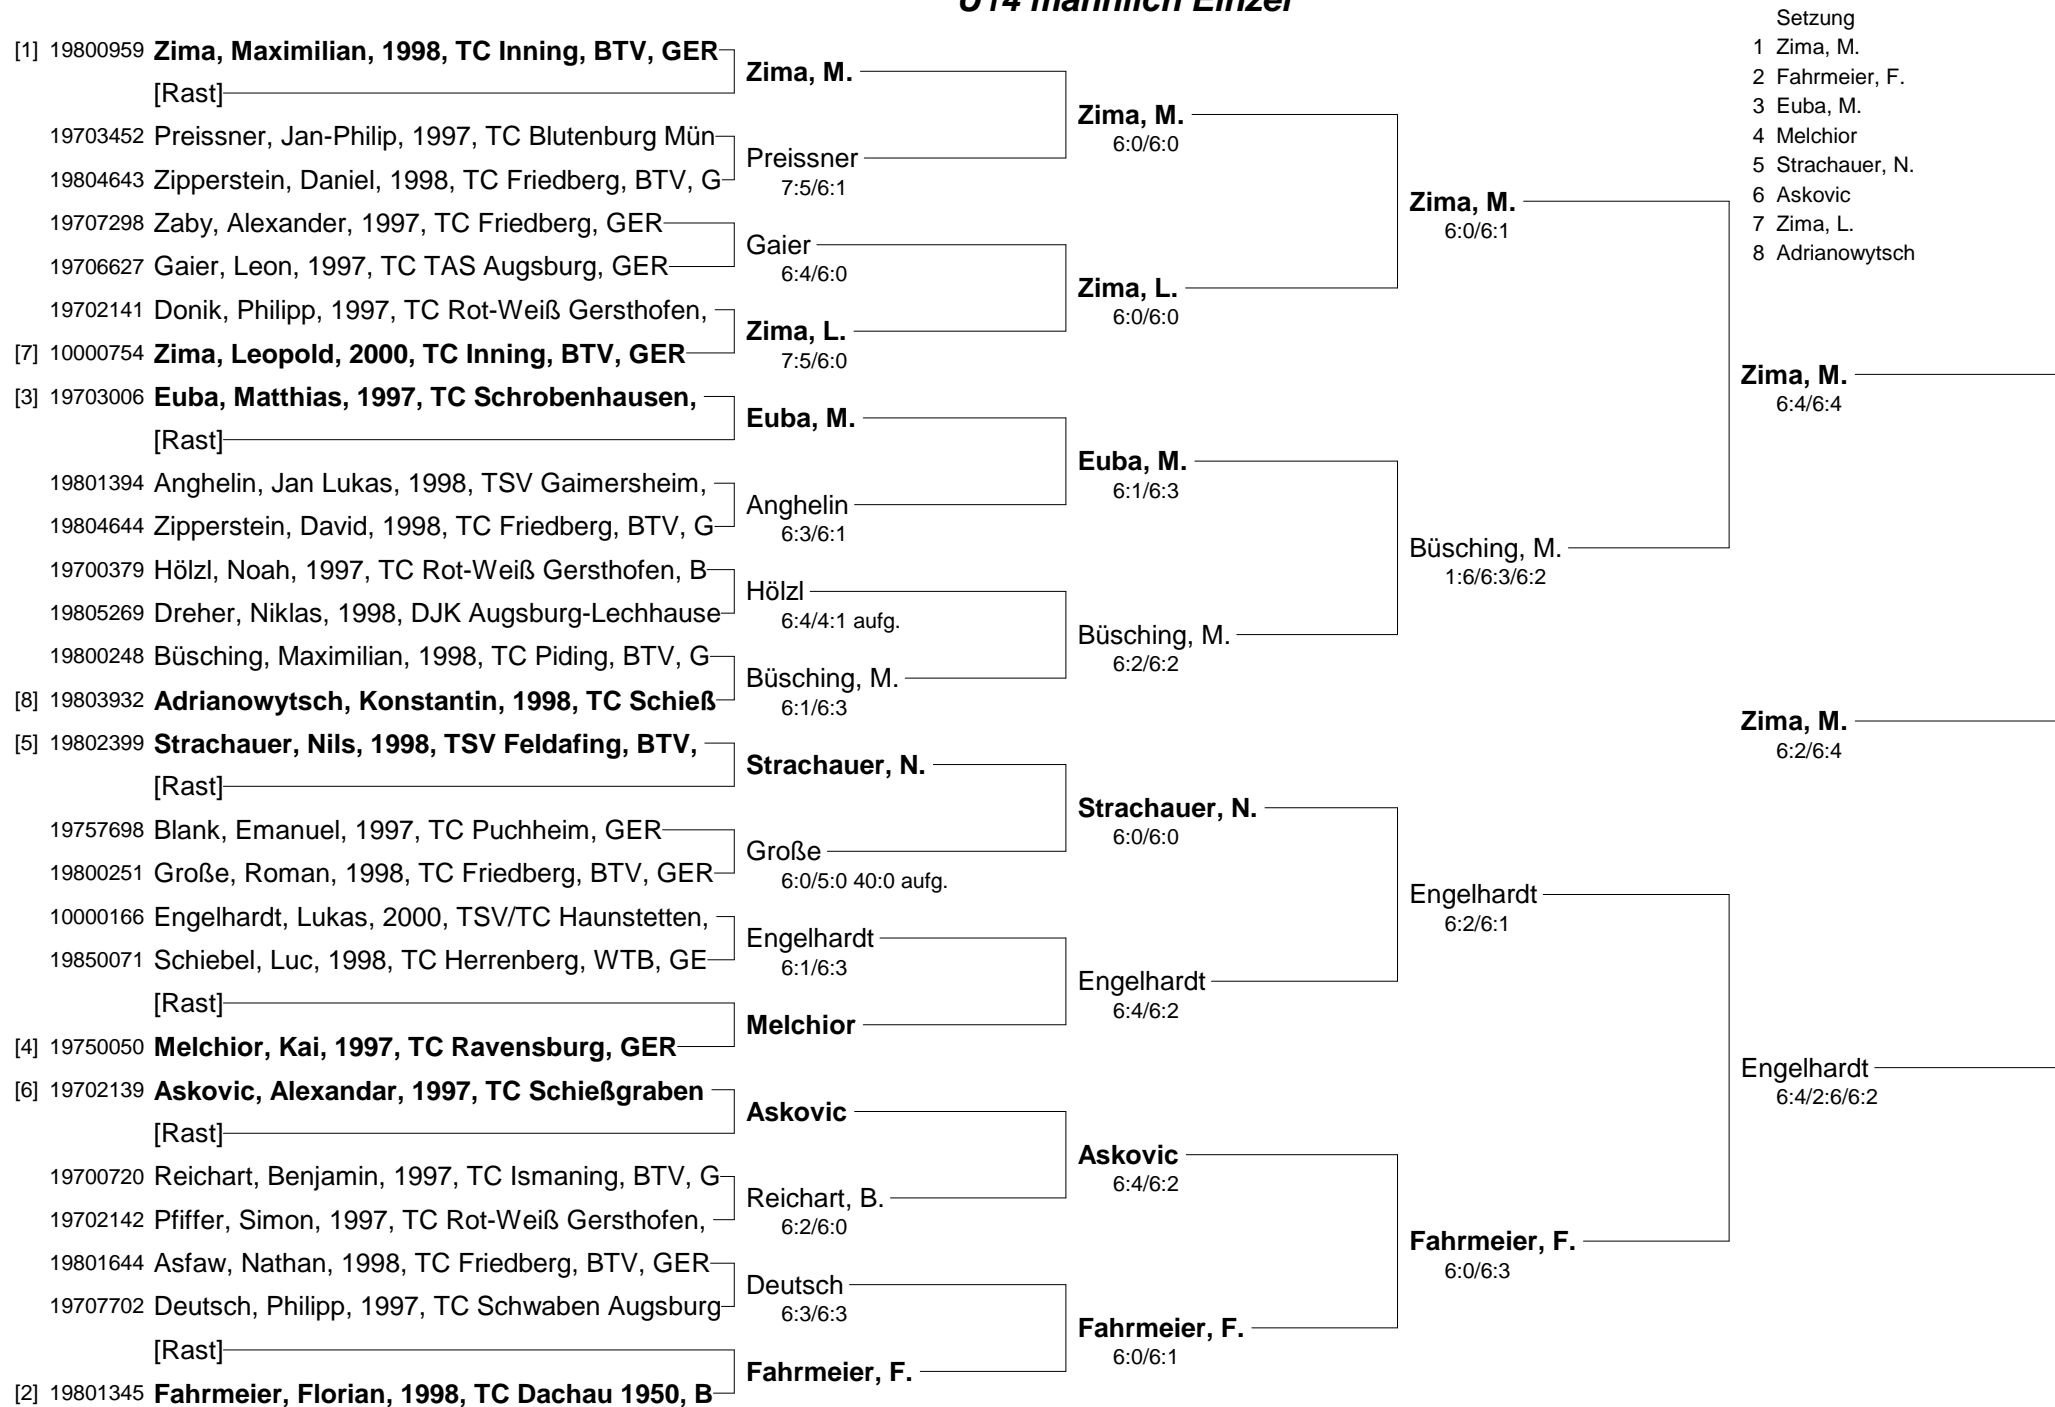 U14 männlich Einzel
Setzung
1 Zima, M.
2 Fahrmeier, F.
3 Euba, M.
4 Melchior
5 Strachauer, N.
6 Askovic
7 Zima, L.
8 Adrianowytsch
[1] 19800959 Zima, Maximilian, 1998, TC Inning, BTV, GER
[Rast]
19703452 Preissner, Jan-Philip, 1997, TC Blutenburg Mün
19804643 Zipperstein, Daniel, 1998, TC Friedberg, BTV, G
19707298 Zaby, Alexander, 1997, TC Friedberg, GER
19706627 Gaier, Leon, 1997, TC TAS Augsburg, GER
19702141 Donik, Philipp, 1997, TC Rot-Weiß Gersthofen,
[7] 10000754 Zima, Leopold, 2000, TC Inning, BTV, GER
[3] 19703006 Euba, Matthias, 1997, TC Schrobenhausen,
[Rast]
19801394 Anghelin, Jan Lukas, 1998, TSV Gaimersheim,
19804644 Zipperstein, David, 1998, TC Friedberg, BTV, G
19700379 Hölzl, Noah, 1997, TC Rot-Weiß Gersthofen, B
19805269 Dreher, Niklas, 1998, DJK Augsburg-Lechhause
19800248 Büsching, Maximilian, 1998, TC Piding, BTV, G
[8] 19803932 Adrianowytsch, Konstantin, 1998, TC Schieß
[5] 19802399 Strachauer, Nils, 1998, TSV Feldafing, BTV,
[Rast]
19757698 Blank, Emanuel, 1997, TC Puchheim, GER
19800251 Große, Roman, 1998, TC Friedberg, BTV, GER
10000166 Engelhardt, Lukas, 2000, TSV/TC Haunstetten,
19850071 Schiebel, Luc, 1998, TC Herrenberg, WTB, GE
[Rast]
[4] 19750050 Melchior, Kai, 1997, TC Ravensburg, GER
[6] 19702139 Askovic, Alexandar, 1997, TC Schießgraben
[Rast]
19700720 Reichart, Benjamin, 1997, TC Ismaning, BTV, G
19702142 Pfiffer, Simon, 1997, TC Rot-Weiß Gersthofen,
19801644 Asfaw, Nathan, 1998, TC Friedberg, BTV, GER
19707702 Deutsch, Philipp, 1997, TC Schwaben Augsburg
[Rast]
[2] 19801345 Fahrmeier, Florian, 1998, TC Dachau 1950, B
Zima, M.
Preissner
7:5/6:1
Gaier
6:4/6:0
Zima, L.
7:5/6:0
Euba, M.
Anghelin
6:3/6:1
Hölzl
6:4/4:1 aufg.
Büsching, M.
6:1/6:3
Strachauer, N.
Große
6:0/5:0 40:0 aufg.
Engelhardt
6:1/6:3
Melchior
Askovic
Reichart, B.
6:2/6:0
Deutsch
6:3/6:3
Fahrmeier, F.
Zima, M.
6:0/6:0
Zima, L.
6:0/6:0
Euba, M.
6:1/6:3
Büsching, M.
6:2/6:2
Strachauer, N.
6:0/6:0
Engelhardt
6:4/6:2
Askovic
6:4/6:2
Fahrmeier, F.
6:0/6:1
Zima, M.
6:0/6:1
Büsching, M.
1:6/6:3/6:2
Engelhardt
6:2/6:1
Fahrmeier, F.
6:0/6:3
Zima, M.
6:4/6:4
Zima, M.
6:2/6:4
Engelhardt
6:4/2:6/6:2